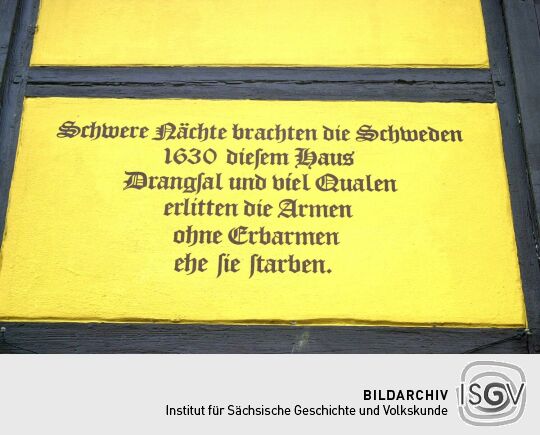 Schwere Nächte brachten die Schweden
1630 dieſem Haus
Drangſal und viel Qualen
erlitten die Armen
ohne Erbarmen
ehe ſie ſtarben.
BILDARCHIV
Institut für Sächsische Geschichte und Volkskunde
ISGV